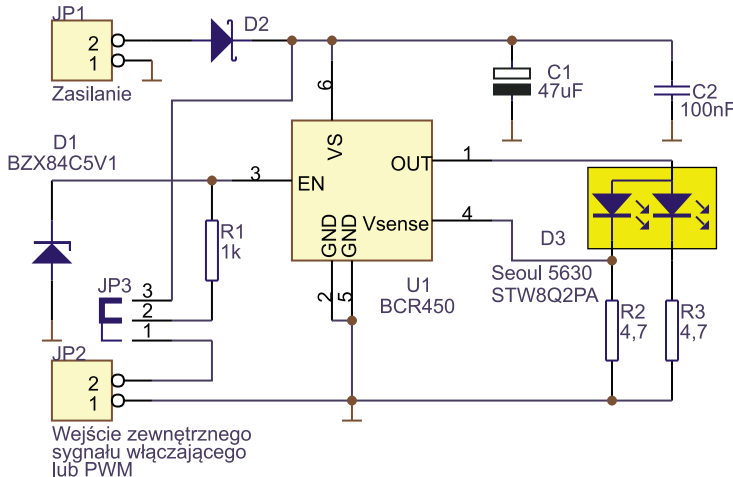 JP1
2
1
Zasilanie
D2
C1
47uF
C2
100nF
D1
BZX84C5V1
6
VS
3
EN
OUT
1
Vsense
4
GND
GND
2
5
U1
BCR450
R1
1k
D3
Seoul 5630
STW8Q2PA
JP3
3
2
1
R2
4,7
R3
4,7
JP2
2
1
Wejście zewnętrznego
sygnału włączającego
lub PWM